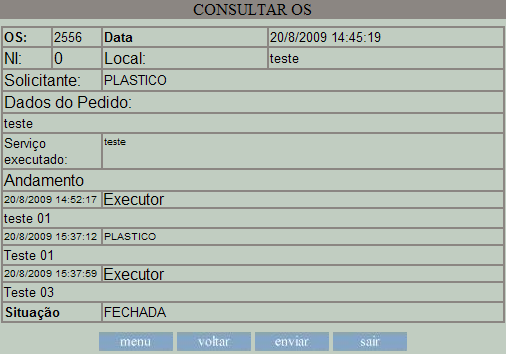 CONSULTAR OS
OS: 2556 Data 20/8/2009 14:45:19
NI: 0 Local: teste
Solicitante: PLASTICO
Dados do Pedido:
teste
Serviço executado: teste
Andamento
20/8/2009 14:52:17 Executor
teste 01
20/8/2009 15:37:12 PLASTICO
Teste 01
20/8/2009 15:37:59 Executor
Teste 03
Situação FECHADA
menu voltar enviar sair